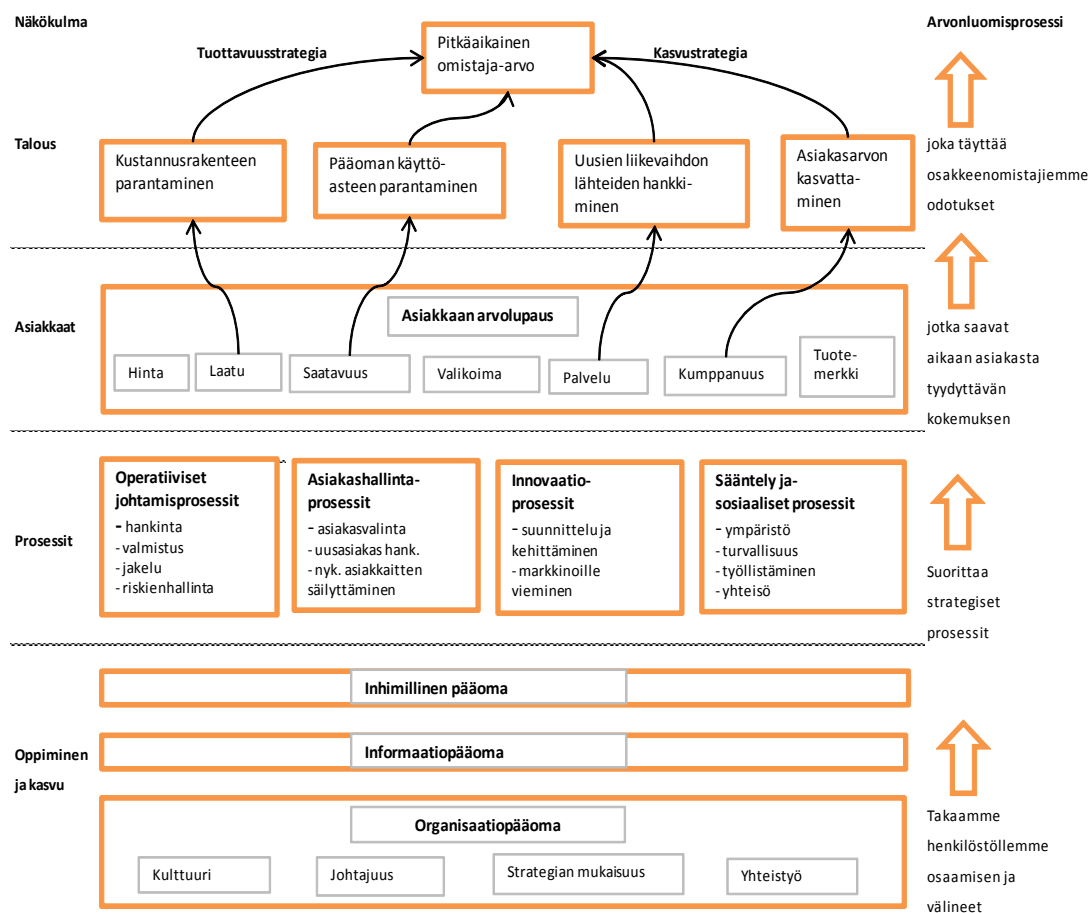 Näkökulma
Arvonluomisprosessi
Tuottavuusstrategia
Pitkäaikainen
omistaja-arvo
Kasvustrategia
Talous
Kustannusrakenteen
parantaminen
Pääoman käyttö-
asteen parantaminen
Uusien liikevaihdon
lähteiden hankki-
minen
Asiakasarvon
kasvatta-
minen
joka täyttää
osakkeenomistajiemme
odotukset
Asiakkaat
Asiakkaan arvolupaus
Hinta
Laatu
Saatavuus
Valikoima
Palvelu
Kumppanuus
Tuote-
merkki
jotka saavat
aikaan asiakasta
tyydyttävän
kokemuksen
Prosessit
Operatiiviset
johtamisprosessit
- hankinta
- valmistus
- jakelu
- riskienhallinta
Asiakashallinta-
prosessit
- asiakasvalinta
- uusasiakas hank.
- nyk. asiakkaitten
säilyttäminen
Innovaatio-
prosessit
- suunnittelu ja
kehittäminen
- markkinoille
vieminen
Sääntely ja-
sosiaaliset prosessit
- ympäristö
- turvallisuus
- työllistäminen
- yhteisö
Suorittaa
strategiset
prosessit
Oppiminen
ja kasvu
Inhimillinen pääoma
Informaatiopääoma
Organisaatiopääoma
Kulttuuri
Johtajuus
Strategian mukaisuus
Yhteistyö
Takaamme
henkilöstöllemme
osaamisen ja
välineet